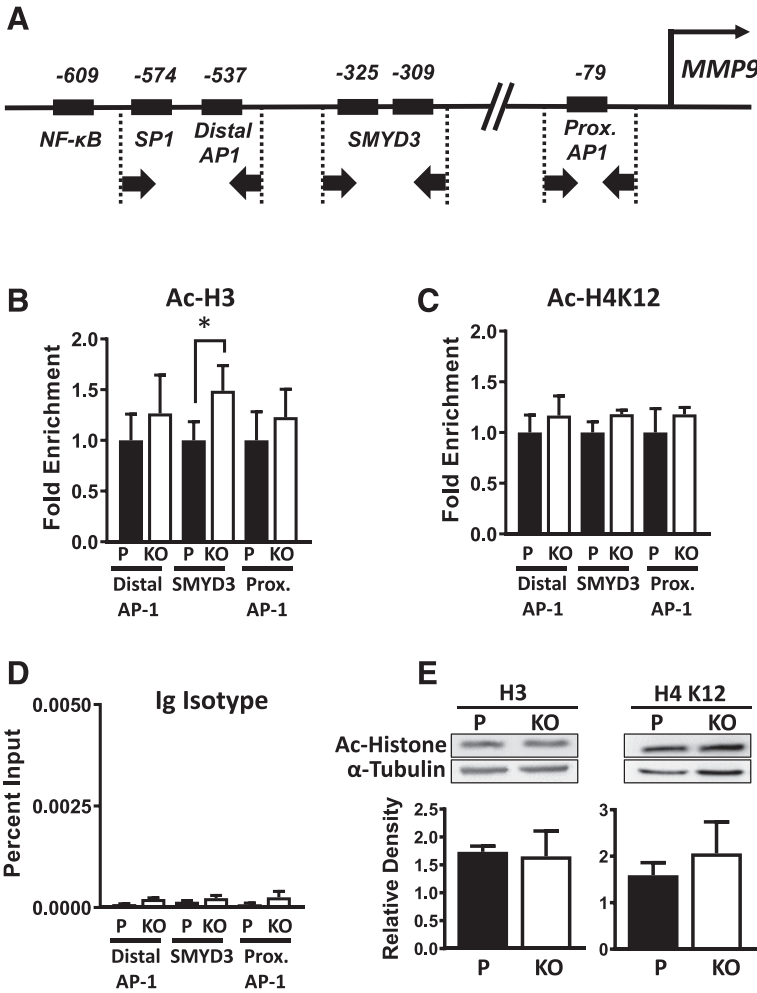 A
-609 -574 -537 -325 -309 -79
MMP9
NF-κB SP1 Distal AP1 SMYD3 Prox. AP1
B
Ac-H3
*
Fold Enrichment
2.0
1.5
1.0
0.5
0.0
P KO P KO P KO
Distal SMYD3 Prox.
AP-1 AP-1
C
Ac-H4K12
Fold Enrichment
2.0
1.5
1.0
0.5
0.0
P KO P KO P KO
Distal SMYD3 Prox.
AP-1 AP-1
D
Ig Isotype
Percent Input
0.0050
0.0025
0.0000
P KO P KO P KO
Distal SMYD3 Prox.
AP-1 AP-1
E
H3 H4 K12
P KO P KO
Ac-Histone
α-Tubulin
Relative Density
2.5
2.0
1.5
1.0
0.5
0.0
P KO
3
2
1
0
P KO